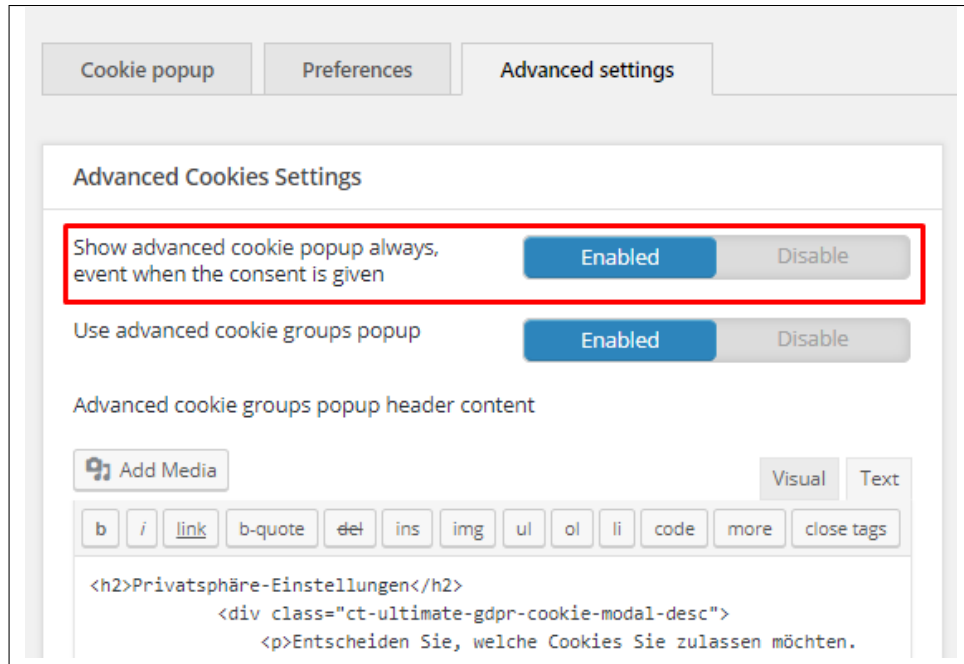 Cookie popup Preferences Advanced settings
Advanced Cookies Settings
Show advanced cookie popup always,
event when the consent is given
Enabled Disable
Use advanced cookie groups popup
Enabled Disable
Advanced cookie groups popup header content
Add Media
Visual Text
b i link b-quote del ins img ul ol li code more close tags
<h2>Privatsphäre-Einstellungen</h2>
<div class="ct-ultimate-gdpr-cookie-modal-desc">
<p>Entscheiden Sie, welche Cookies Sie zulassen möchten.